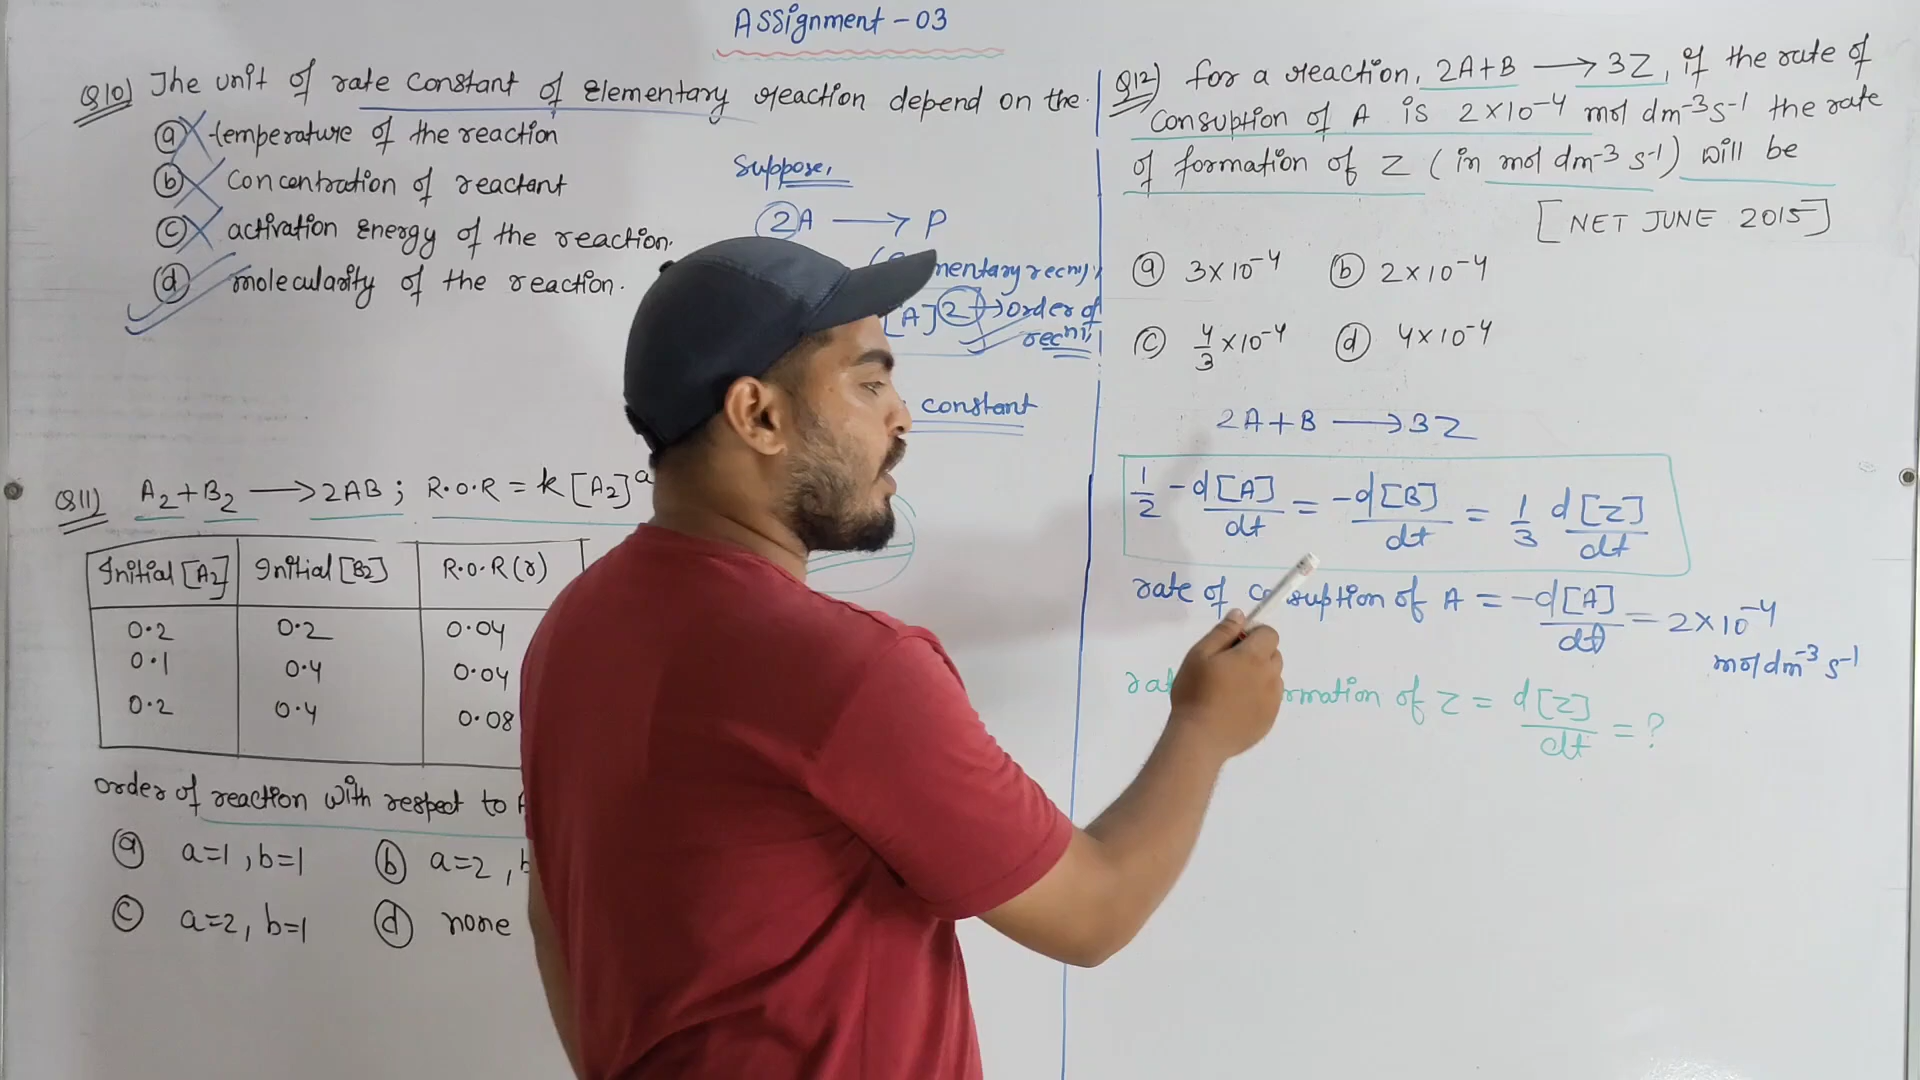 Assignment - 03
Q10) The unit of rate constant of Elementary reaction depend on the
(a) temperature of the reaction
(b) concentration of reactant
(c) activation Energy of the reaction.
(d) molecularity of the reaction.
Suppose,
2A ⟶ P
[A]² → order of
constant
Q11) A₂ + B₂ ⟶ 2AB ; R.O.R = k [A₂]ᵃ
Initial [A₂] Initial [B₂] R.O.R (r)
0.2 0.2 0.04
0.1 0.4 0.04
0.2 0.4 0.08
order of reaction with respect to
(a) a=1, b=1 (b) a=2,
(c) a=2, b=1 (d) none
Q12) for a reaction, 2A+B ⟶ 3Z, if the rate of
consuption of A is 2×10⁻⁴ mol dm⁻³ s⁻¹ the rate
of formation of Z (in mol dm⁻³ s⁻¹) will be
[NET JUNE 2015]
(a) 3×10⁻⁴ (b) 2×10⁻⁴
(c) 4/3 ×10⁻⁴ (d) 4×10⁻⁴
2A+B ⟶ 3Z
1/2 -d[A]/dt = -d[B]/dt = 1/3 d[Z]/dt
rate of consuption of A = -d[A]/dt = 2×10⁻⁴
mol dm⁻³ s⁻¹
of Z = d[Z]/dt = ?